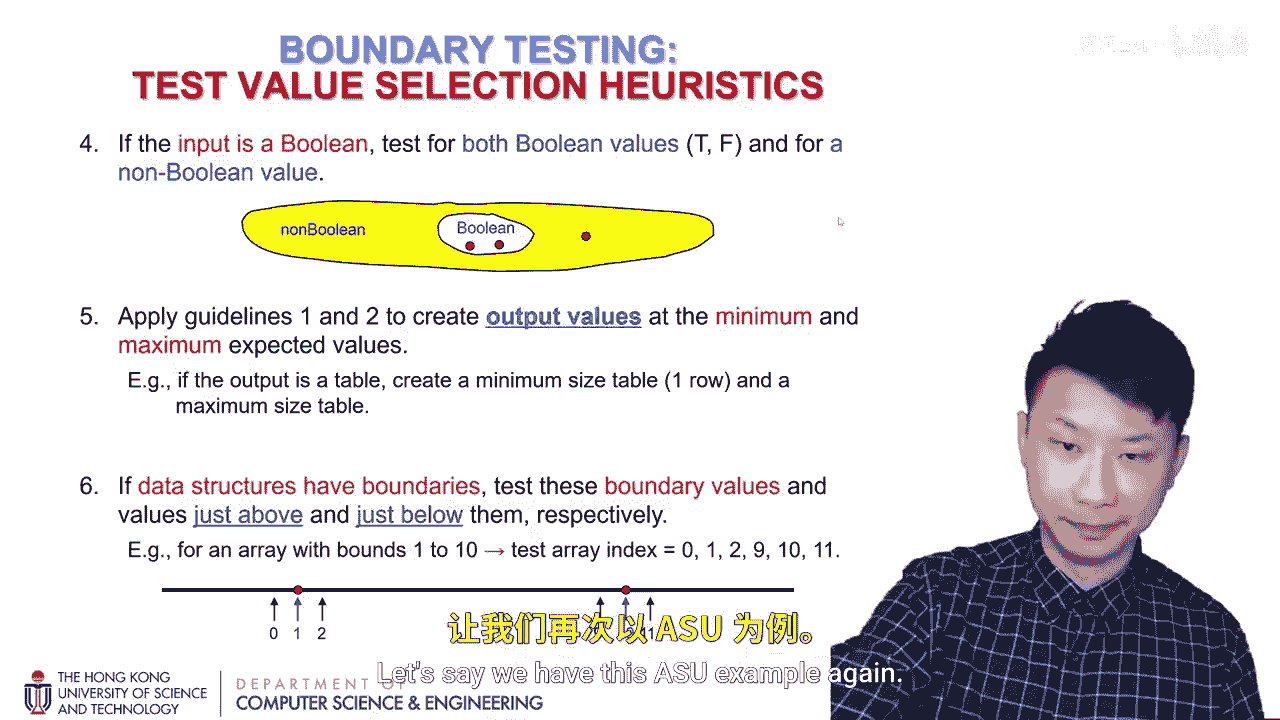 BOUNDARY TESTING:
TEST VALUE SELECTION HEURISTICS
4. If the input is a Boolean, test for both Boolean values (T, F) and for a
non-Boolean value.
nonBoolean
Boolean
5. Apply guidelines 1 and 2 to create output values at the minimum and
maximum expected values.
E.g., if the output is a table, create a minimum size table (1 row) and a
maximum size table.
6. If data structures have boundaries, test these boundary values and
values just above and just below them, respectively.
E.g., for an array with bounds 1 to 10 → test array index = 0, 1, 2, 9, 10, 11.
0 1 2
让我们再次以 ASU 为例。
Let's say we have this ASU example again.
THE HONG KONG
UNIVERSITY OF SCIENCE
AND TECHNOLOGY
DEPARTMENT OF
COMPUTER SCIENCE & ENGINEERING